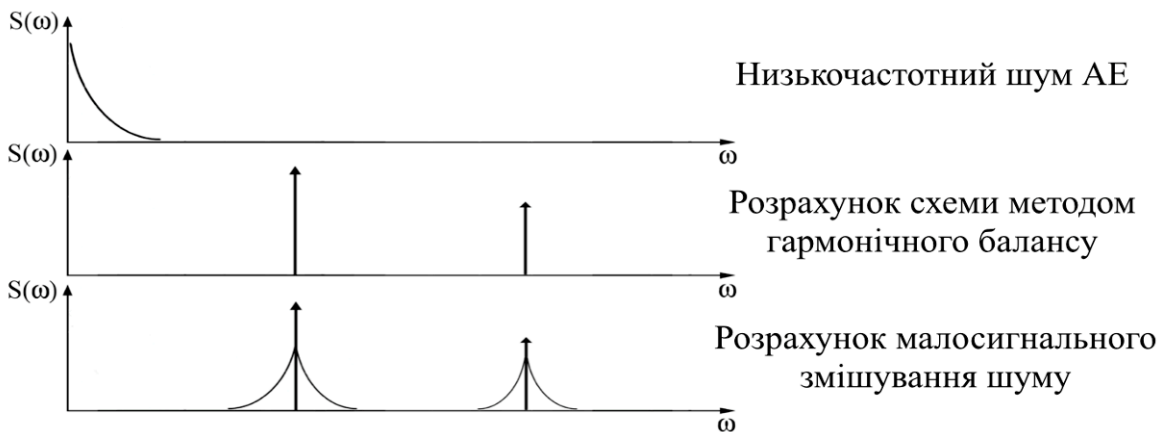 S(ω)
Низькочастотний шум АЕ
ω
S(ω)
Розрахунок схеми методом
гармонічного балансу
ω
S(ω)
Розрахунок малосигнального
змішування шуму
ω